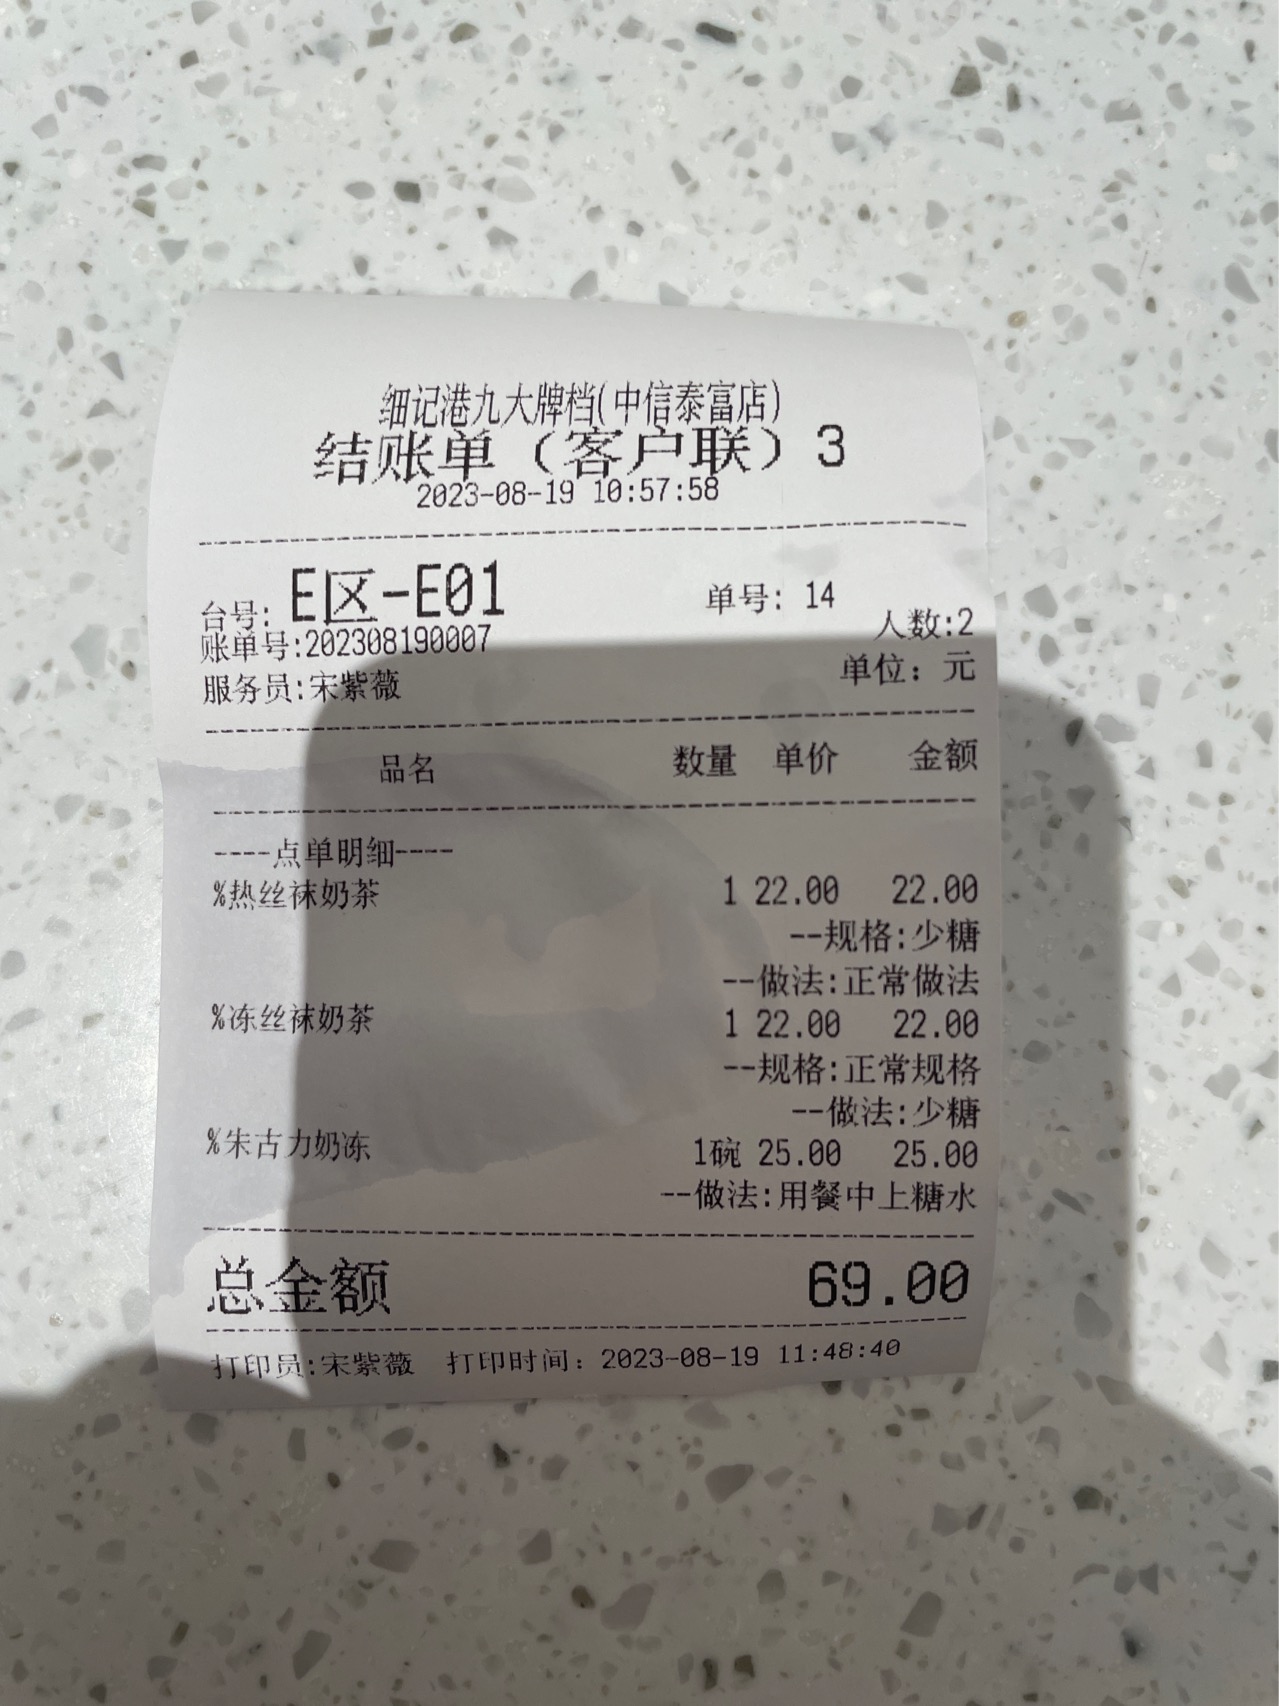 细记港九大牌档(中信泰富店)
结账单（客户联）3
2023-08-19 10:57:58
台号: E区-E01 单号: 14
人数:2
账单号:202308190007
单位：元
服务员:宋紫薇
品名 数量 单价 金额
----点单明细----
%热丝袜奶茶 1 22.00 22.00
--规格:少糖
--做法:正常做法
%冻丝袜奶茶 1 22.00 22.00
--规格:正常规格
--做法:少糖
%朱古力奶冻 1碗 25.00 25.00
--做法:用餐中上糖水
总金额 69.00
打印员:宋紫薇 打印时间：2023-08-19 11:48:40